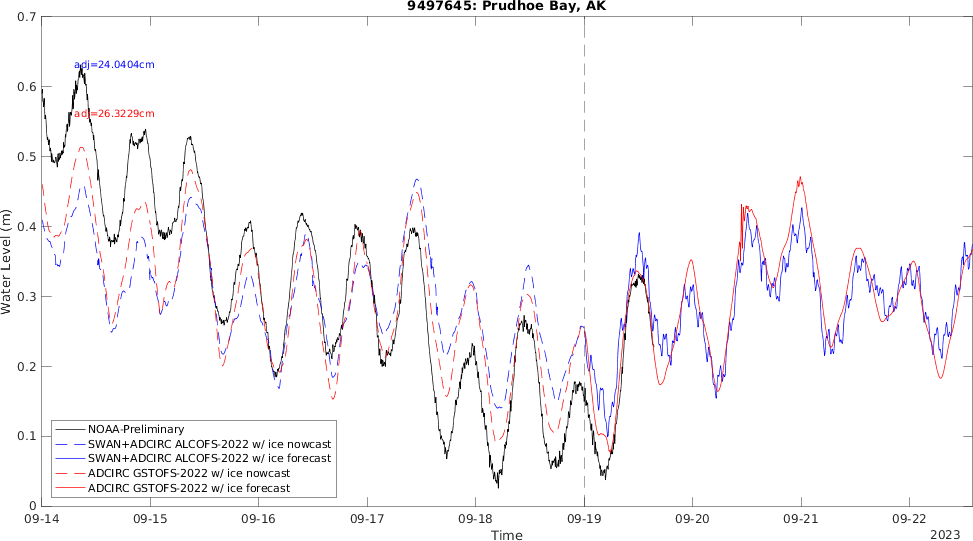 9497645: Prudhoe Bay, AK
0.7
0.6
0.5
0.4
0.3
0.2
0.1
0
Water Level (m)
adj=24.0404cm
adj=26.3229cm
NOAA-Preliminary
SWAN+ADCIRC ALCOFS-2022 w/ ice nowcast
SWAN+ADCIRC ALCOFS-2022 w/ ice forecast
ADCIRC GSTOFS-2022 w/ ice nowcast
ADCIRC GSTOFS-2022 w/ ice forecast
09-14 09-15 09-16 09-17 09-18 09-19 09-20 09-21 09-22
Time
2023